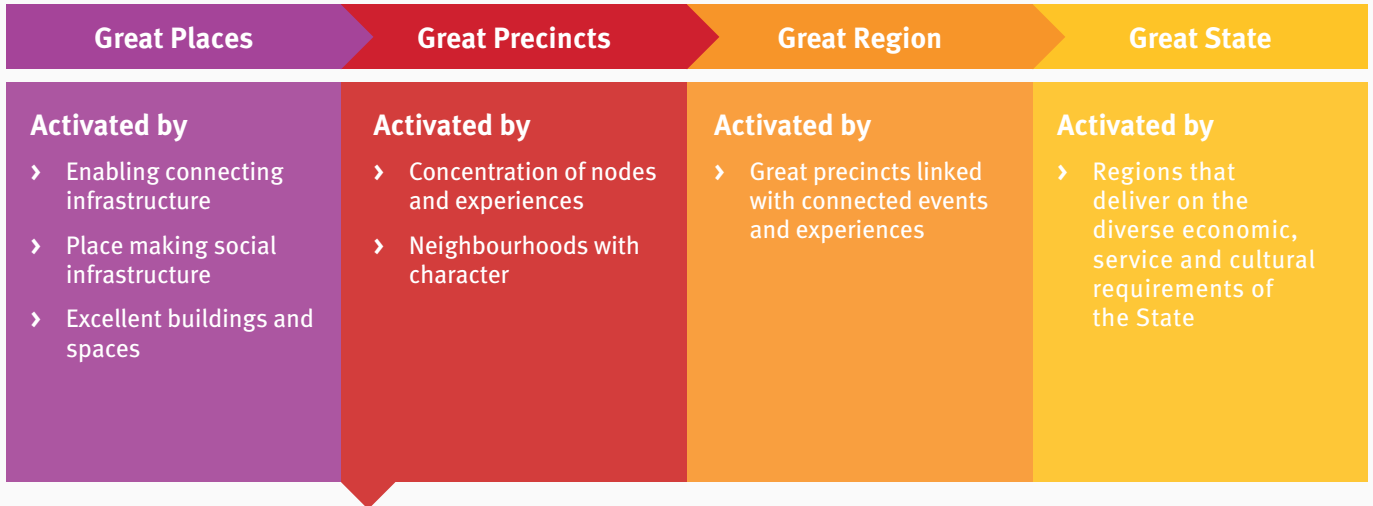 Great Places
Great Precincts
Great Region
Great State
Activated by
› Enabling connecting
infrastructure
› Place making social
infrastructure
› Excellent buildings and
spaces
Activated by
› Concentration of nodes
and experiences
› Neighbourhoods with
character
Activated by
› Great precincts linked
with connected events
and experiences
Activated by
› Regions that
deliver on the
diverse economic,
service and cultural
requirements of
the State